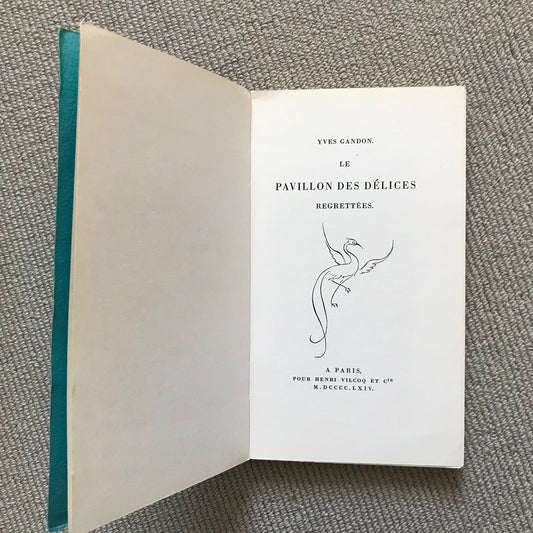 YVES GANDON.
LE
PAVILLON DES DÉLICES
REGRETTÉES.
A PARIS,
POUR HENRI VILCOQ ET Cie
M.DCCCC.LXIV.